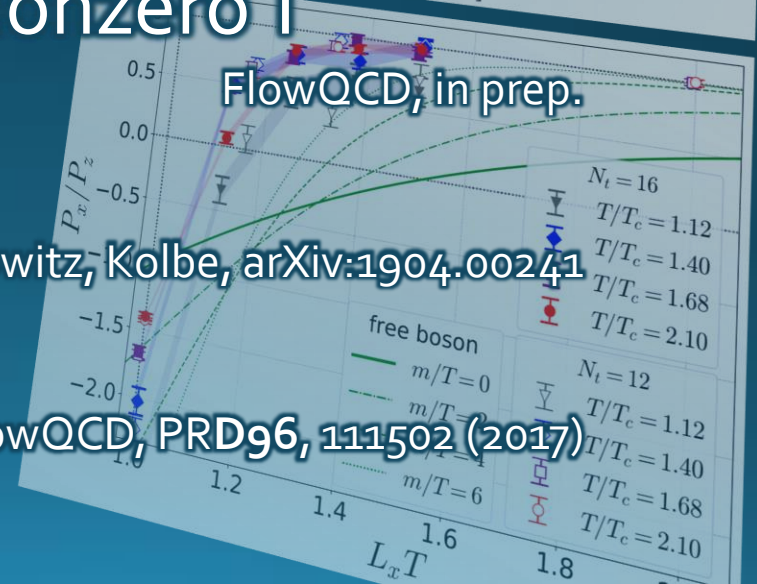 onzero T
FlowQCD, in prep.
witz, Kolbe, arXiv:1904.00241
owQCD, PRD96, 111502 (2017)
P_x/P_z
0.5
0.0
−0.5
−1.5
−2.0
1.0
1.2
1.4
1.6
1.8
L_xT
free boson
m/T=0
m/T=6
N_t=16
T/T_c=1.12
T/T_c=1.40
T/T_c=1.68
T/T_c=2.10
N_t=12
T/T_c=1.12
T/T_c=1.40
T/T_c=1.68
T/T_c=2.10